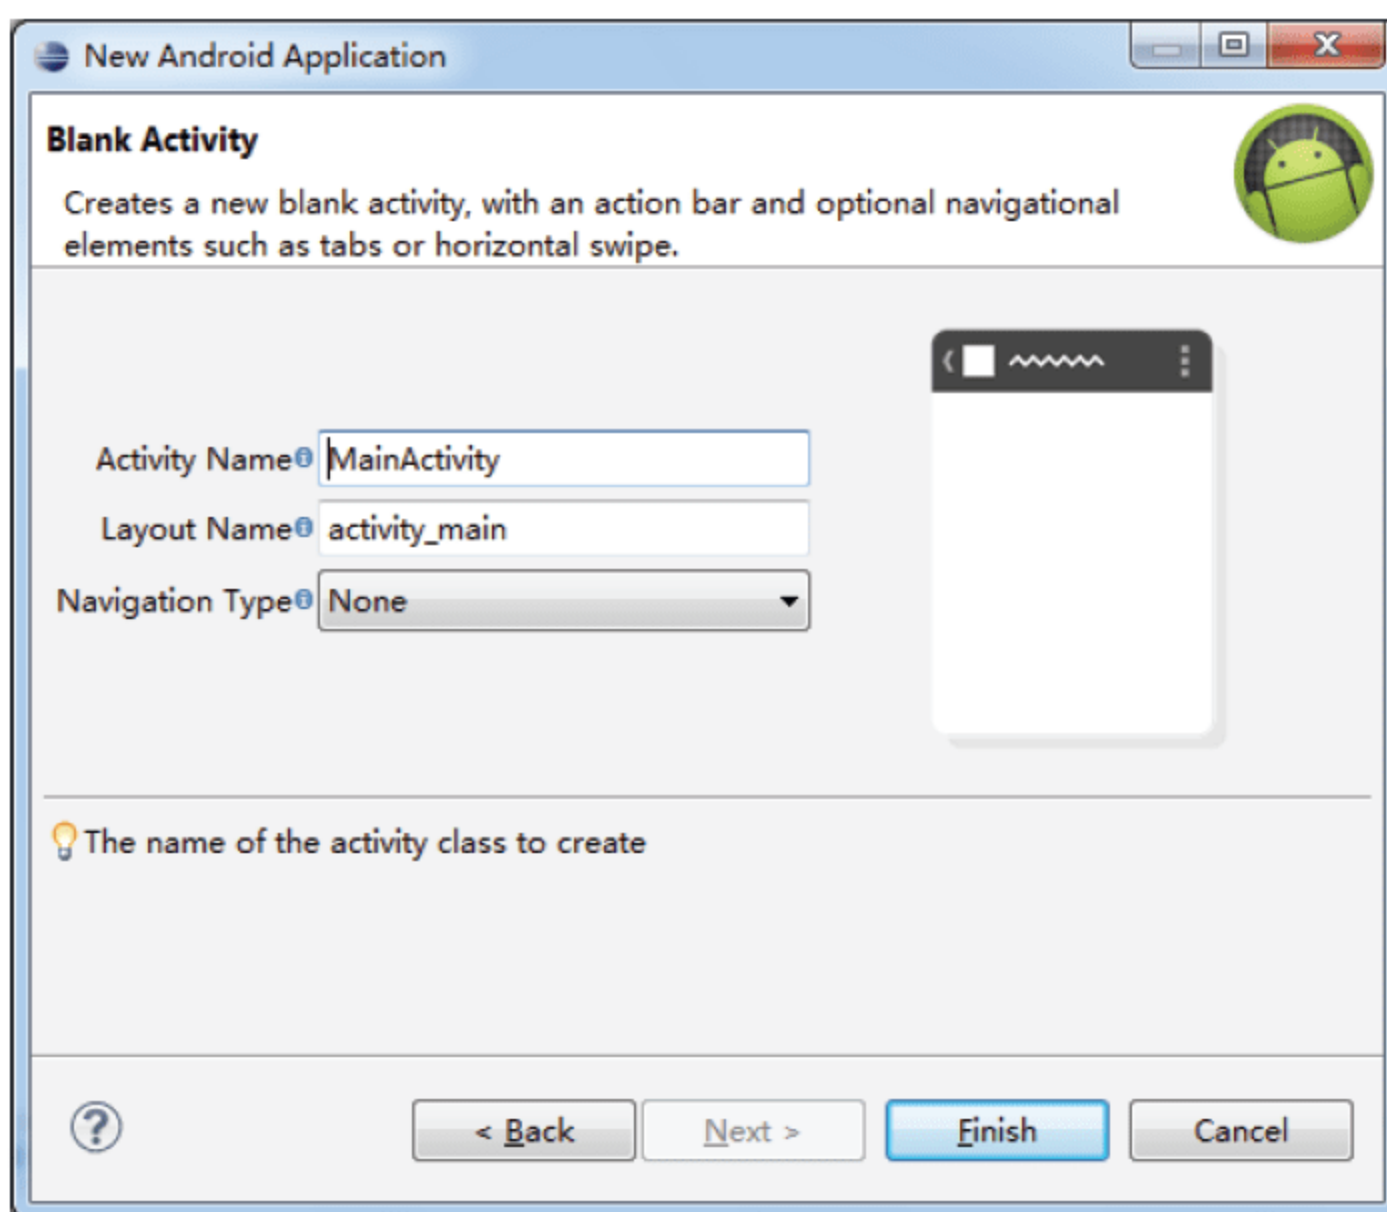 New Android Application
Blank Activity
Creates a new blank activity, with an action bar and optional navigational
elements such as tabs or horizontal swipe.
Activity Name
MainActivity
Layout Name
activity_main
Navigation Type
None
The name of the activity class to create
< Back
Next >
Finish
Cancel